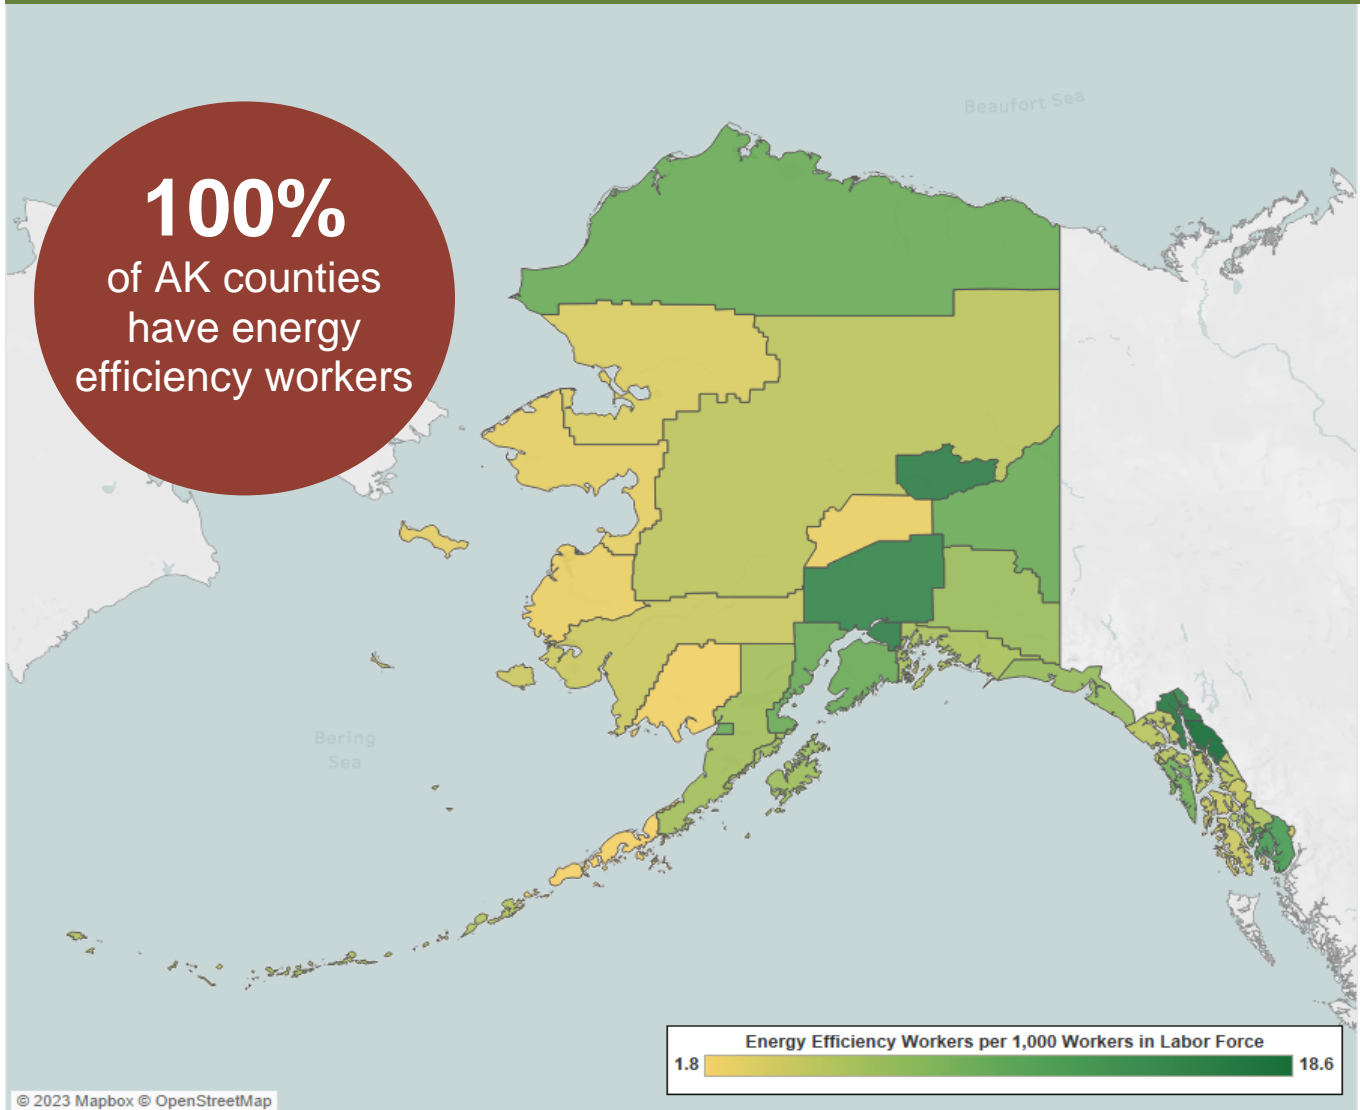 Beaufort Sea
100%
of AK counties
have energy
efficiency workers
Bering
Sea
Energy Efficiency Workers per 1,000 Workers in Labor Force
1.8
18.6
© 2023 Mapbox © OpenStreetMap